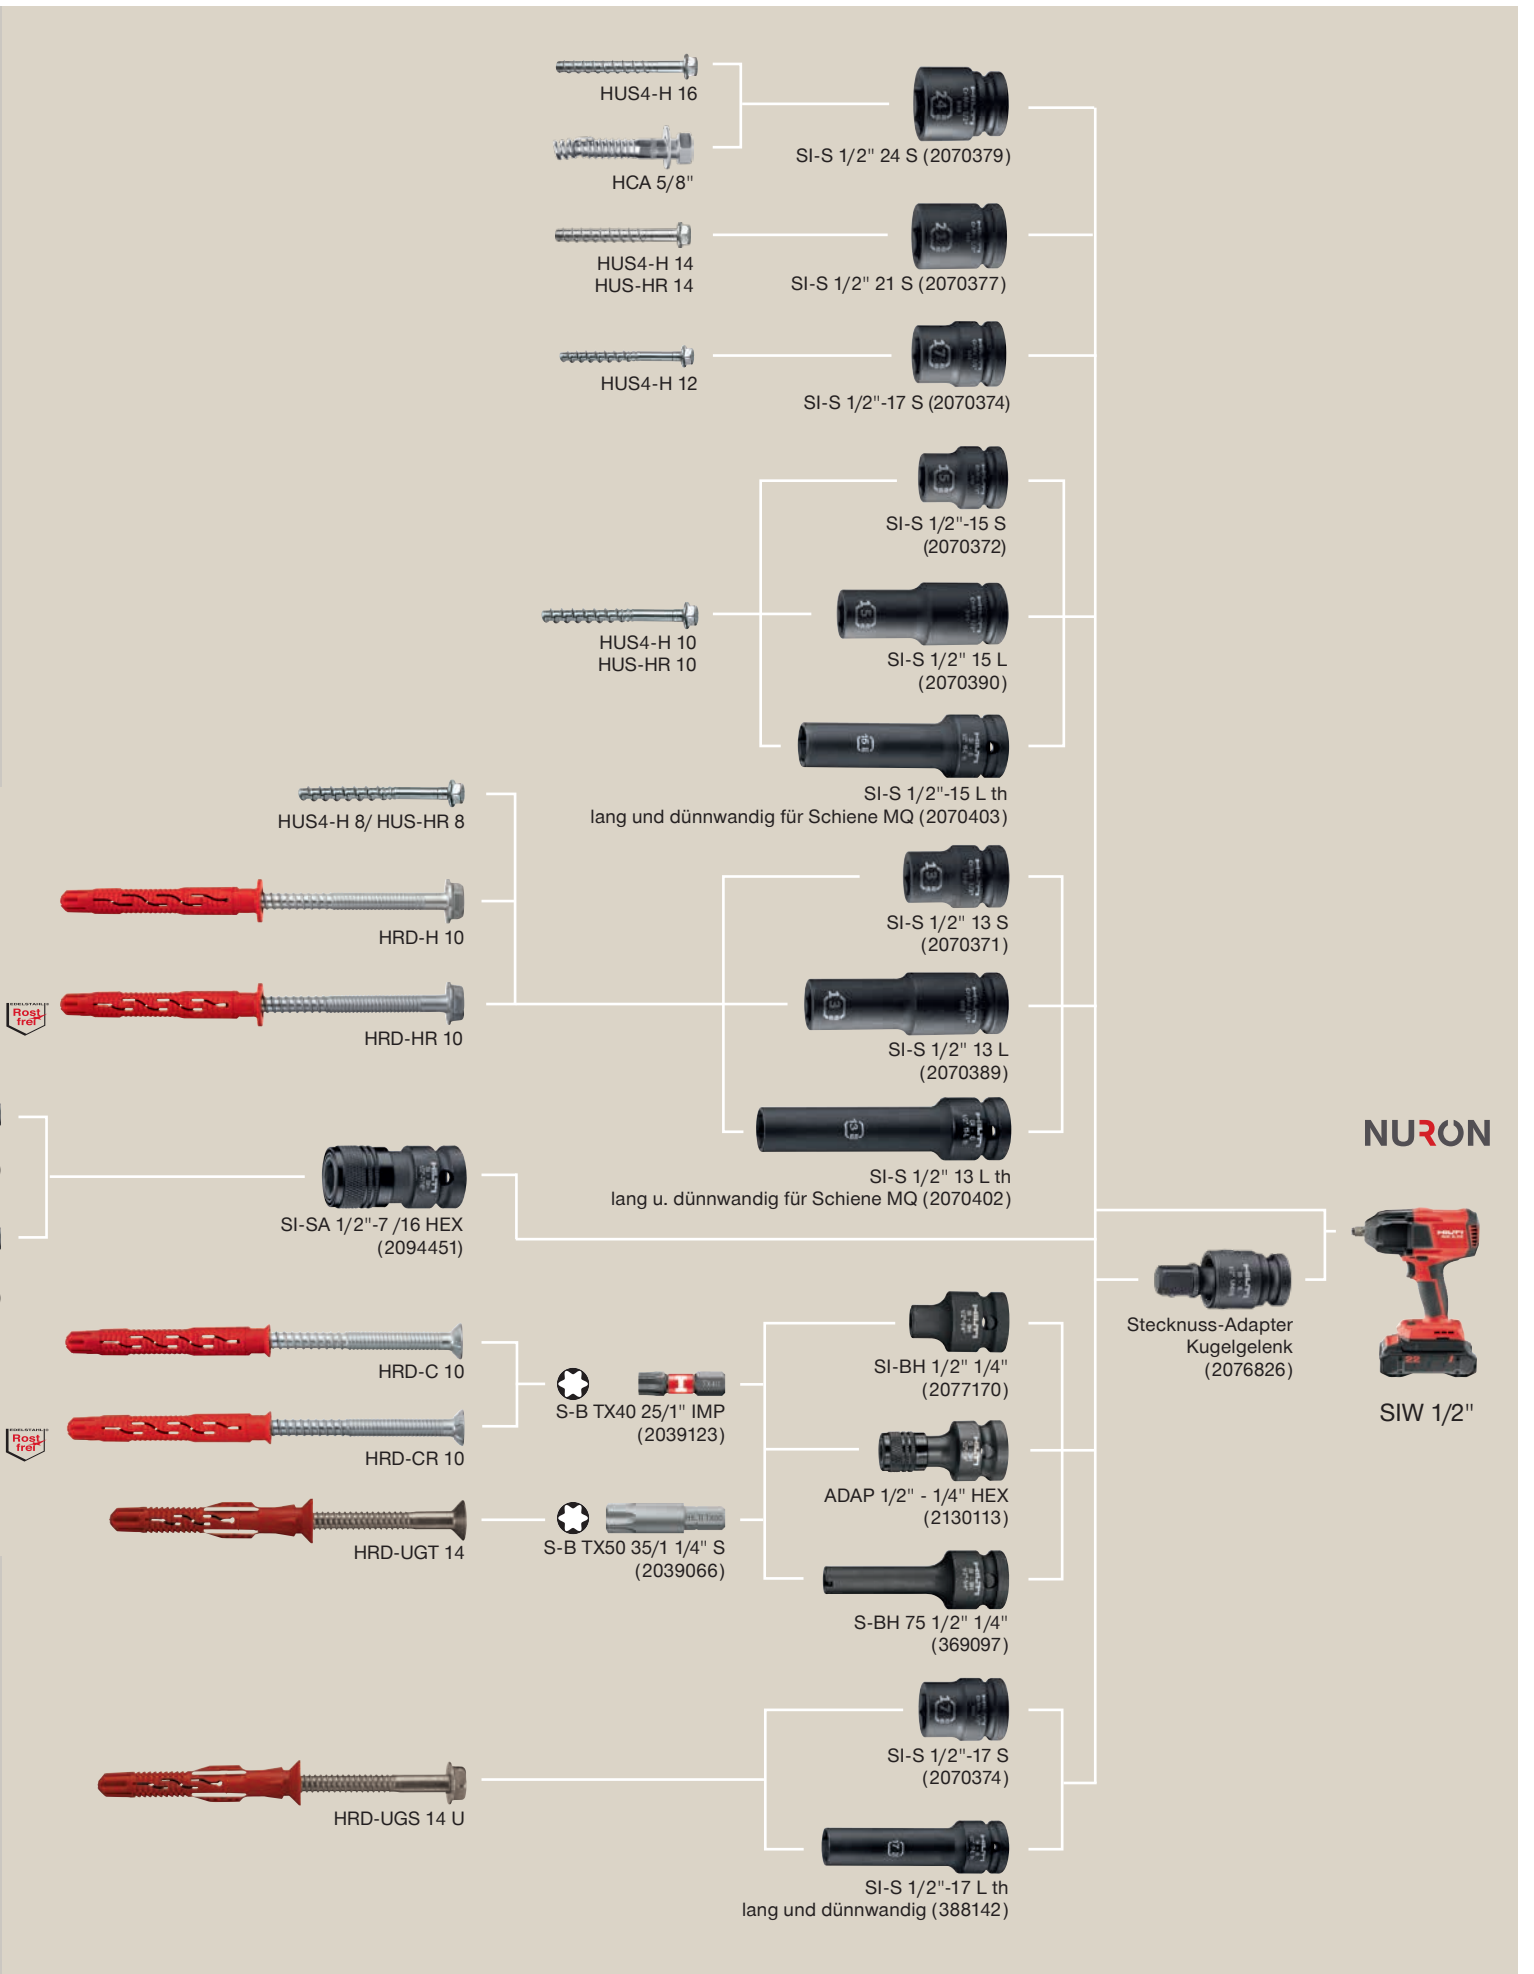 HUS4-H 16
SI-S 1/2" 24 S (2070379)
HCA 5/8"
HUS4-H 14
HUS-HR 14
SI-S 1/2" 21 S (2070377)
HUS4-H 12
SI-S 1/2"-17 S (2070374)
SI-S 1/2"-15 S
(2070372)
HUS4-H 10
HUS-HR 10
SI-S 1/2" 15 L
(2070390)
SI-S 1/2"-15 L th
lang und dünnwandig für Schiene MQ (2070403)
HUS4-H 8/ HUS-HR 8
HRD-H 10
SI-S 1/2" 13 S
(2070371)
EDELSTAHL
Rost
frei
HRD-HR 10
SI-S 1/2" 13 L
(2070389)
SI-S 1/2" 13 L th
lang u. dünnwandig für Schiene MQ (2070402)
NURON
SI-SA 1/2"-7 /16 HEX
(2094451)
Stecknuss-Adapter
Kugelgelenk
(2076826)
HILTI
22
SIW 1/2"
HRD-C 10
S-B TX40 25/1" IMP
(2039123)
SI-BH 1/2" 1/4"
(2077170)
EDELSTAHL
Rost
frei
HRD-CR 10
ADAP 1/2" - 1/4" HEX
(2130113)
HRD-UGT 14
S-B TX50 35/1 1/4" S
(2039066)
S-BH 75 1/2" 1/4"
(369097)
SI-S 1/2"-17 S
(2070374)
HRD-UGS 14 U
SI-S 1/2"-17 L th
lang und dünnwandig (388142)